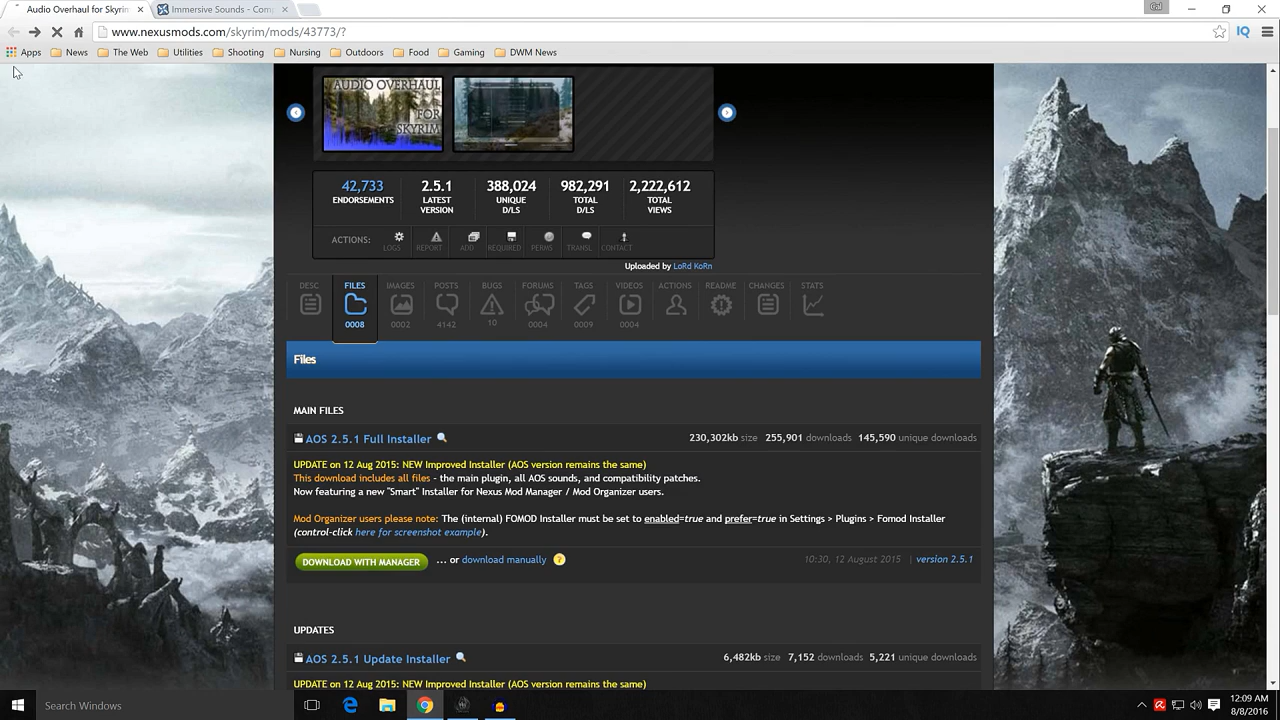 Audio Overhaul for Skyrim
Immersive Sounds - Comp
www.nexusmods.com/skyrim/mods/43773/?
Apps News The Web Utilities Shooting Nursing Outdoors Food Gaming DWM News
AUDIO OVERHAUL
FOR
SKYRIM
42,733 2.5.1 388,024 982,291 2,222,612
ENDORSEMENTS LATEST UNIQUE TOTAL TOTAL
VERSION D/LS D/LS VIEWS
ACTIONS: LOGS REPORT ADD REQUIRED PERMS TRANSL CONTACT
Uploaded by LoRd KoRn
DESC FILES IMAGES POSTS BUGS FORUMS TAGS VIDEOS ACTIONS README CHANGES STATS
0008 0002 4142 10 0004 0009 0004
Files
MAIN FILES
AOS 2.5.1 Full Installer 230,302kb size 255,901 downloads 145,590 unique downloads
UPDATE on 12 Aug 2015: NEW Improved Installer (AOS version remains the same)
This download includes all files - the main plugin, all AOS sounds, and compatibility patches.
Now featuring a new "Smart" Installer for Nexus Mod Manager / Mod Organizer users.
Mod Organizer users please note: The (internal) FOMOD Installer must be set to enabled=true and prefer=true in Settings > Plugins > Fomod Installer
(control-click here for screenshot example).
DOWNLOAD WITH MANAGER ... or download manually ? 10:30, 12 August 2015 | version 2.5.1
UPDATES
AOS 2.5.1 Update Installer 6,482kb size 7,152 downloads 5,221 unique downloads
UPDATE on 12 Aug 2015: NEW Improved Installer (AOS version remains the same)
Search Windows
12:09 AM
8/8/2016